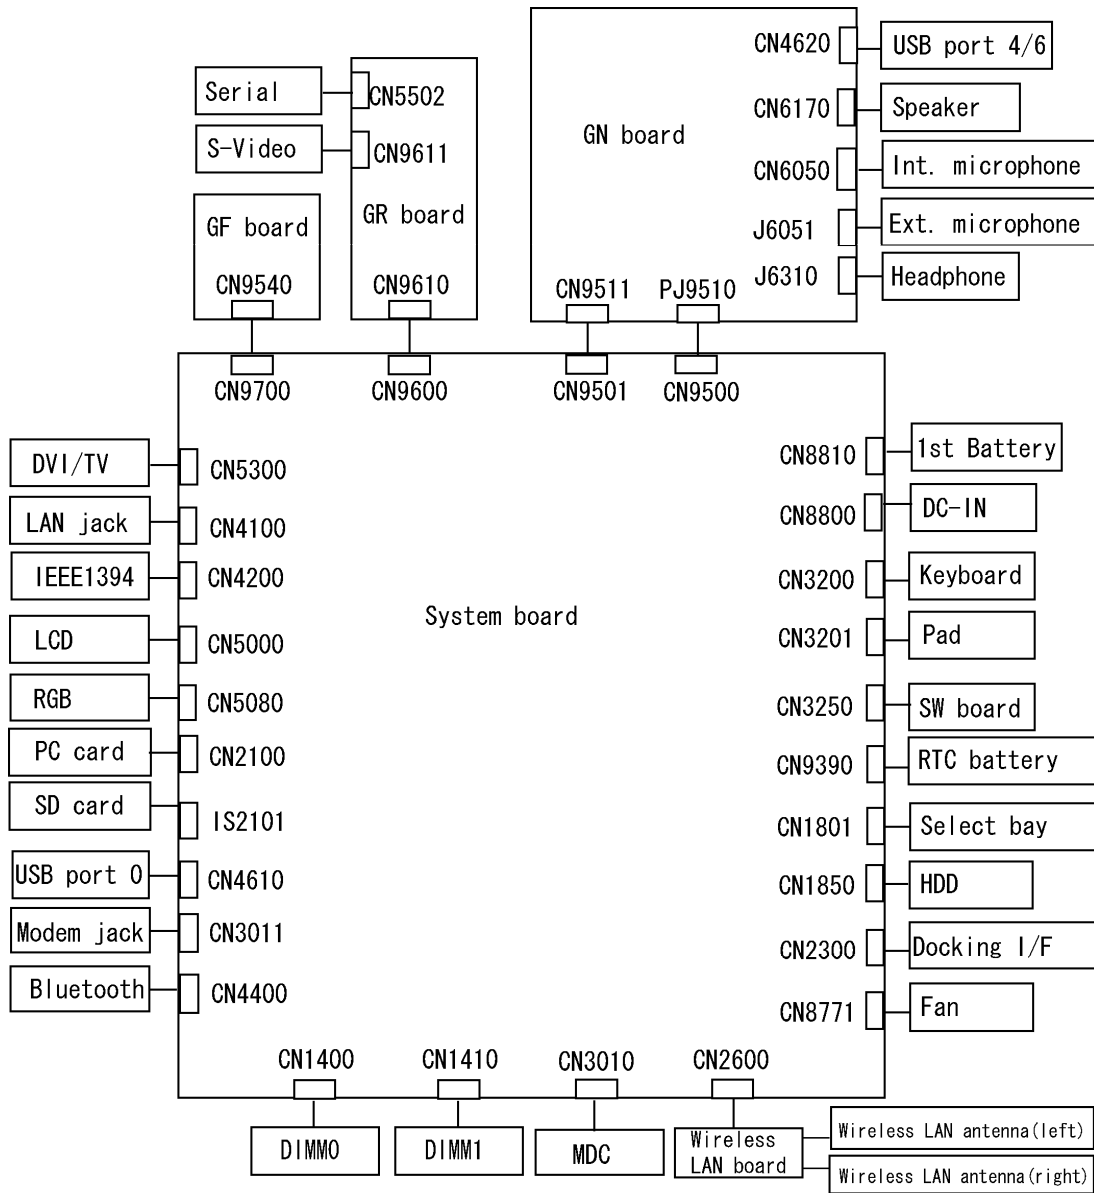 CN4620
USB port 4/6
Serial
CN5502
CN6170
Speaker
S-Video
CN9611
GN board
CN6050
Int. microphone
GF board
GR board
J6051
Ext. microphone
CN9540
CN9610
CN9511
PJ9510
J6310
Headphone
CN9700
CN9600
CN9501
CN9500
DVI/TV
CN5300
CN8810
1st Battery
LAN jack
CN4100
CN8800
DC-IN
IEEE1394
CN4200
CN3200
Keyboard
System board
LCD
CN5000
CN3201
Pad
RGB
CN5080
CN3250
SW board
PC card
CN2100
CN9390
RTC battery
SD card
IS2101
CN1801
Select bay
USB port 0
CN4610
CN1850
HDD
Modem jack
CN3011
CN2300
Docking I/F
Bluetooth
CN4400
CN8771
Fan
CN1400
CN1410
CN3010
CN2600
DIMM0
DIMM1
MDC
Wireless
LAN board
Wireless LAN antenna(left)
Wireless LAN antenna(right)